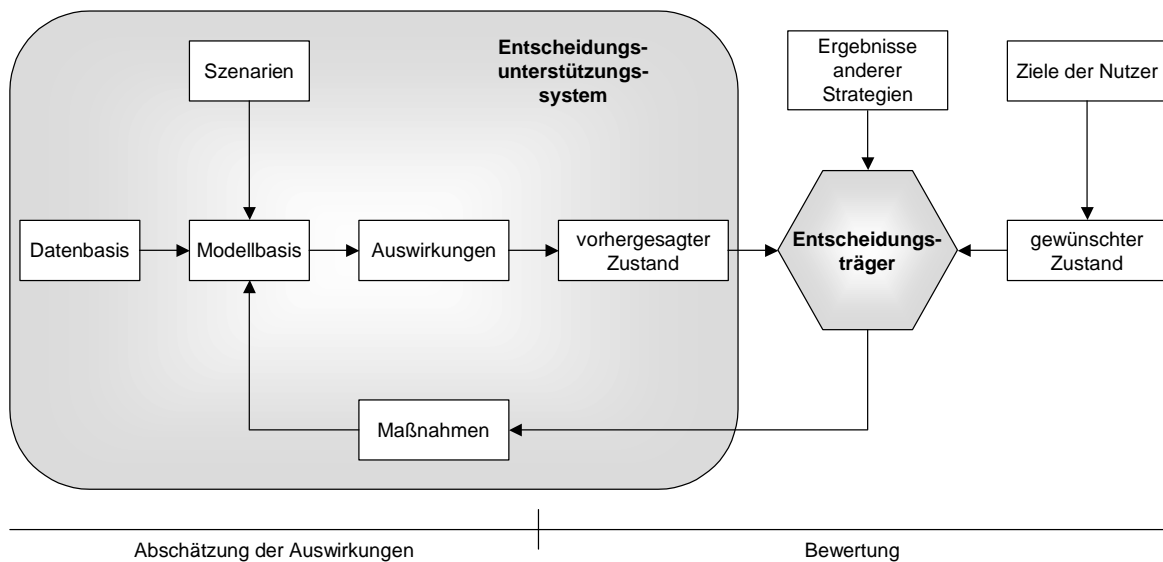 Szenarien
Entscheidungs-
unterstützungs-
system
Ergebnisse
anderer
Strategien
Ziele der Nutzer
Datenbasis
Modellbasis
Auswirkungen
vorhergesagter
Zustand
Entscheidungs-
träger
gewünschter
Zustand
Maßnahmen
Abschätzung der Auswirkungen
Bewertung